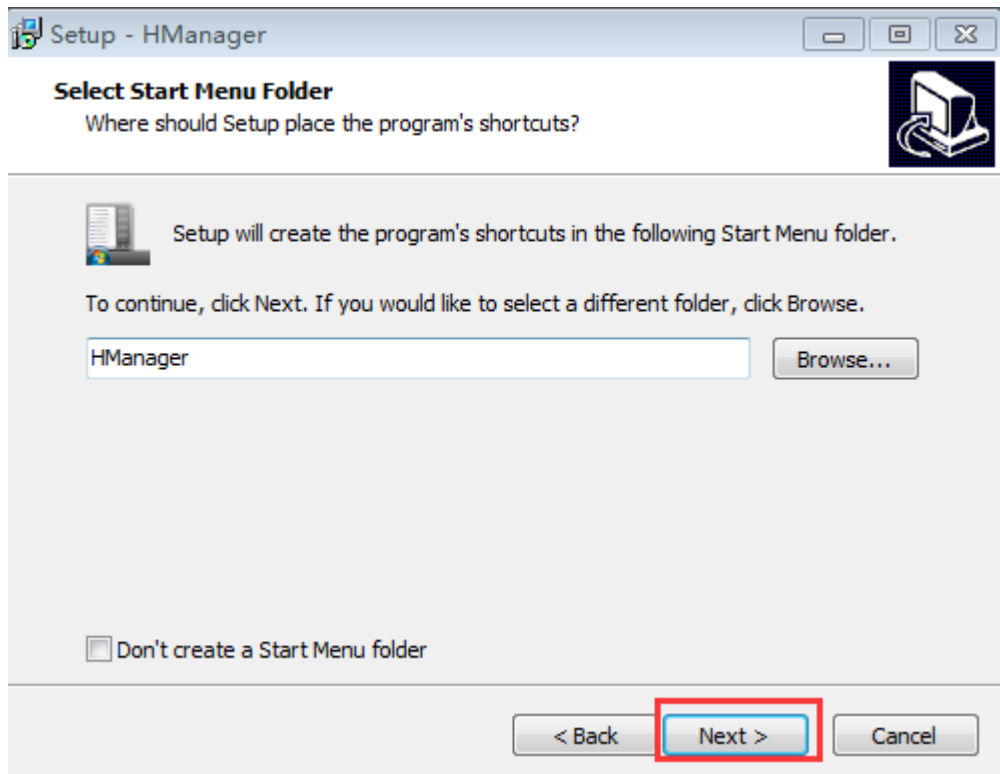 Setup - HManager
Select Start Menu Folder
Where should Setup place the program's shortcuts?
Setup will create the program's shortcuts in the following Start Menu folder.
To continue, click Next. If you would like to select a different folder, click Browse.
HManager
Browse...
Don't create a Start Menu folder
< Back
Next >
Cancel